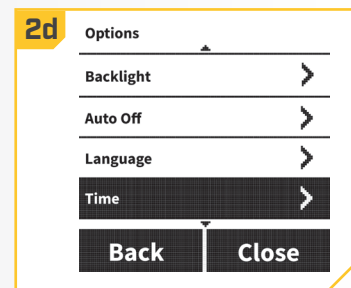 2d
Options
Backlight
Auto Off
Language
Time
Back Close